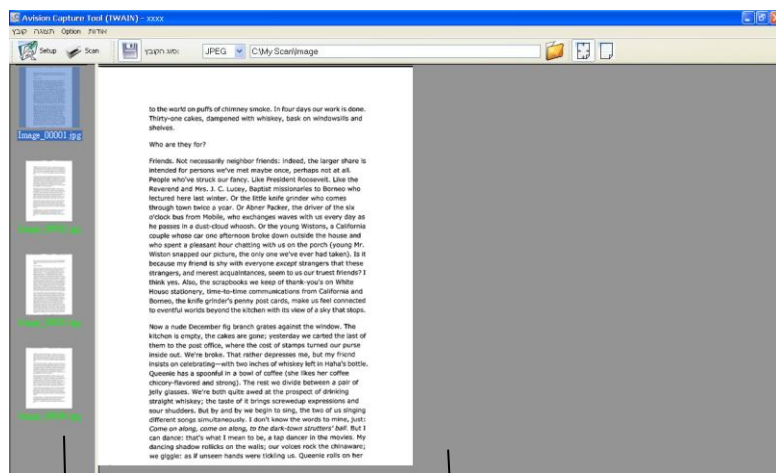 Avision Capture Tool (TWAIN) - xxxx
קובץ תצוגה Option אודות
Setup Scan סוג הקובץ: JPEG C:\My Scan\Image
Image_00001.jpg
to the world on puffs of chimney smoke. In four days our work is done.
Thirty-one cakes, dampened with whiskey, bask on windowsills and
shelves.
Who are they for?
Friends. Not necessarily neighbor friends: indeed, the larger share is
intended for persons we've met maybe once, perhaps not at all.
People who've struck our fancy. Like President Roosevelt. Like the
Reverend and Mrs. J. C. Lucey, Baptist missionaries to Borneo who
lectured here last winter. Or the little knife grinder who comes
through town twice a year. Or Abner Packer, the driver of the six
o'clock bus from Mobile, who exchanges waves with us every day as
he passes in a dust-cloud whoosh. Or the young Wistons, a California
couple whose car one afternoon broke down outside the house and
who spent a pleasant hour chatting with us on the porch (young Mr.
Wiston snapped our picture, the only one we've ever had taken). Is it
because my friend is shy with everyone except strangers that these
strangers, and merest acquaintances, seem to us our truest friends? I
think yes. Also, the scrapbooks we keep of thank-you's on White
House stationery, time-to-time communications from California and
Borneo, the knife grinder's penny post cards, make us feel connected
to eventful worlds beyond the kitchen with its view of a sky that stops.
Now a nude December fig branch grates against the window. The
kitchen is empty, the cakes are gone; yesterday we carted the last of
them to the post office, where the cost of stamps turned our purse
inside out. We're broke. That rather depresses me, but my friend
insists on celebrating—with two inches of whiskey left in Haha's bottle.
Queenie has a spoonful in a bowl of coffee (she likes her coffee
chicory-flavored and strong). The rest we divide between a pair of
jelly glasses. We're both quite awed at the prospect of drinking
straight whiskey; the taste of it brings screwedup expressions and
sour shudders. But by and by we begin to sing, the two of us singing
different songs simultaneously. I don't know the words to mine, just:
Come on along, come on along, to the dark-town strutters' ball. But I
can dance: that's what I mean to be, a tap dancer in the movies. My
dancing shadow rollicks on the walls; our voices rock the chinaware;
we giggle: as if unseen hands were tickling us. Queenie rolls on her